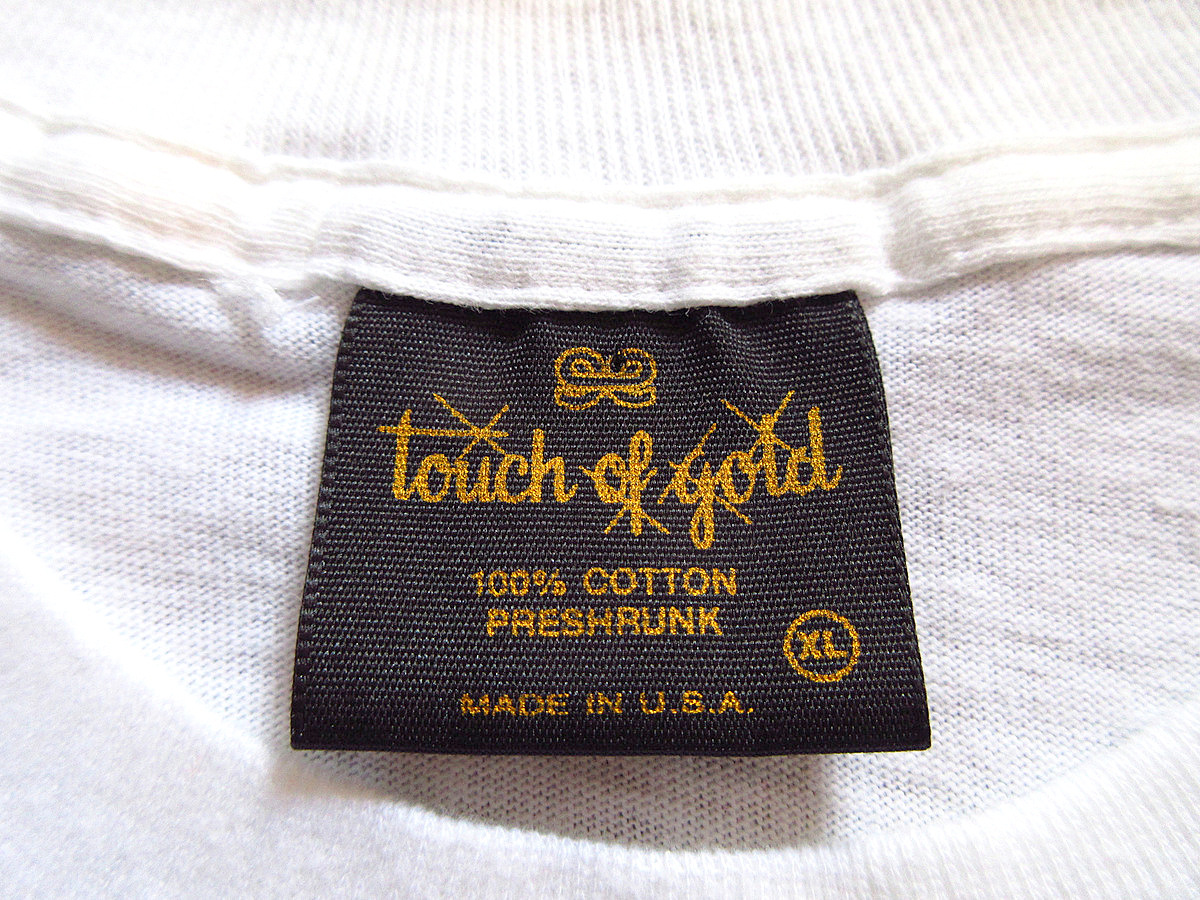 touch of gold
100% COTTON
PRESHRUNK
XL
MADE IN U.S.A.